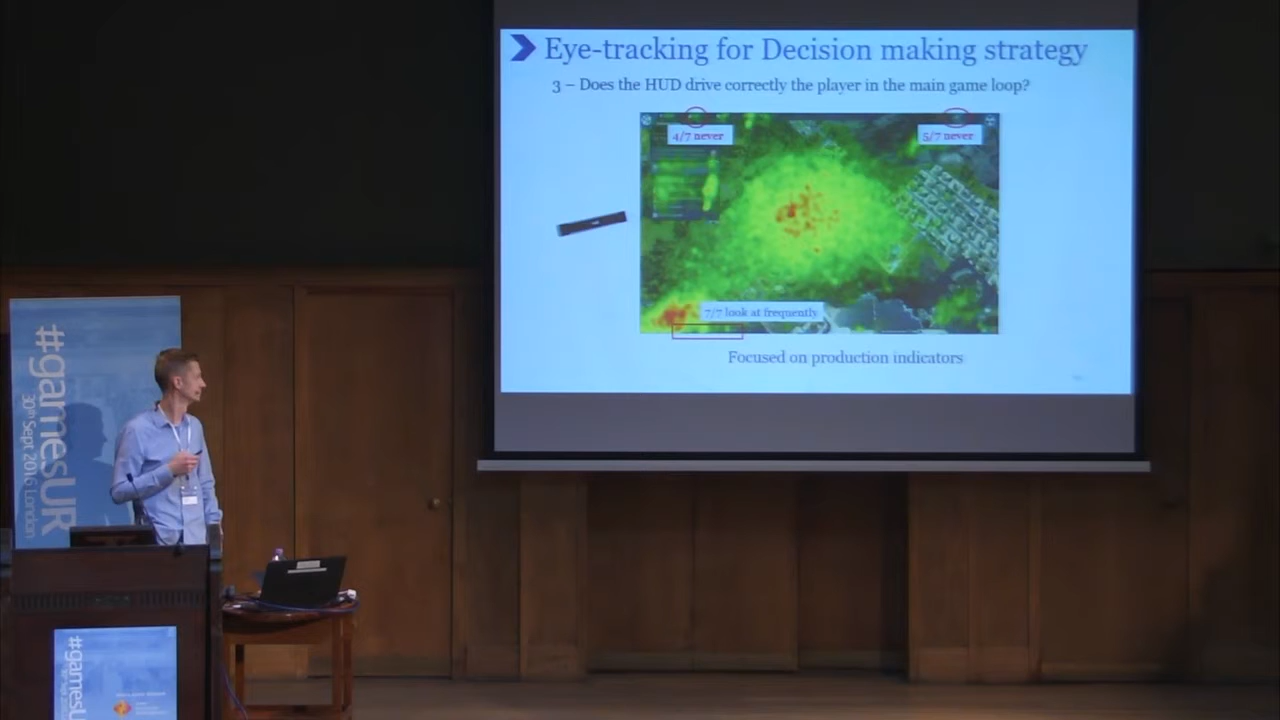 Eye-tracking for Decision making strategy
3 – Does the HUD drive correctly the player in the main game loop?
4/7 never
5/7 never
7/7 look at frequently
Focused on production indicators
#gamesUR
30th Sept 2016 London
#games